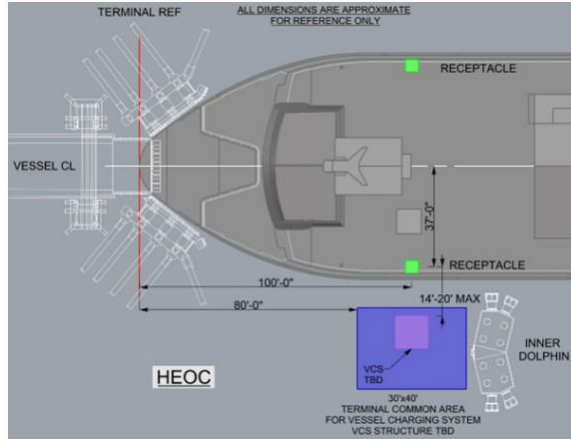 TERMINAL REF
ALL DIMENSIONS ARE APPROXIMATE
FOR REFERENCE ONLY
RECEPTACLE
VESSEL CL
37'-0"
RECEPTACLE
100'-0"
14'-20' MAX
80'-0"
INNER
DOLPHIN
VCS
TBD
HEOC
30'x40'
TERMINAL COMMON AREA
FOR VESSEL CHARGING SYSTEM
VCS STRUCTURE TBD